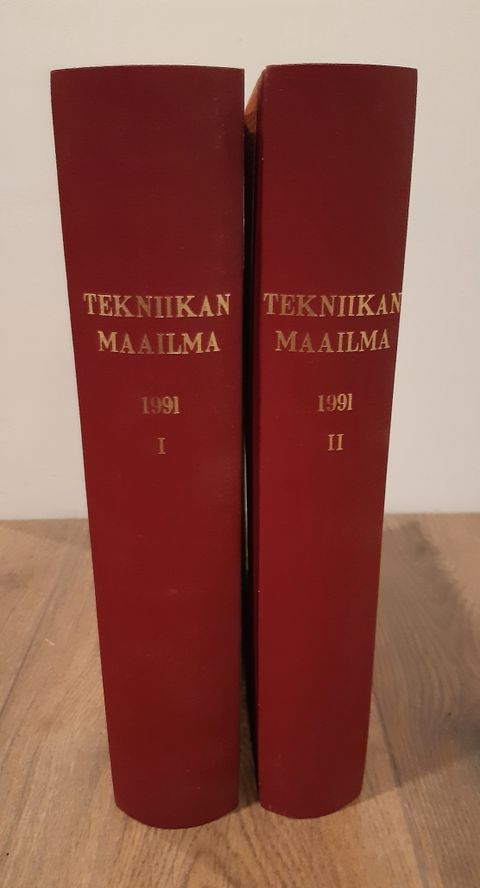 TEKNIIKAN
MAAILMA
1991
I
TEKNIIKAN
MAAILMA
1991
II